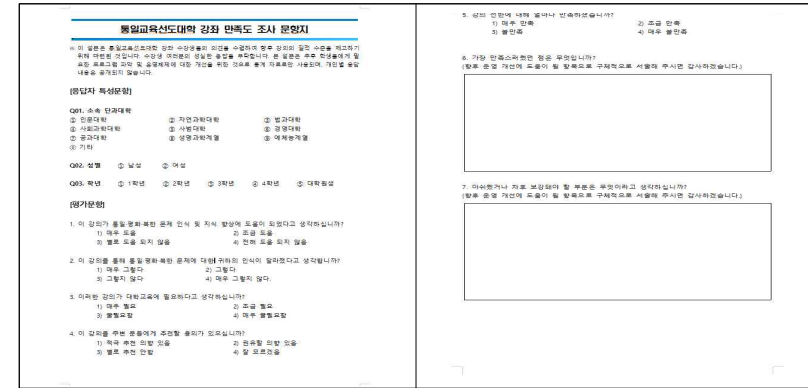 통일교육선도대학 강좌 만족도 조사 문항지
※ 이 설문은 통일교육선도대학 강좌 수강생들의 의견을 수렴하여 향후 강의의 질적 수준을 제고하기
위해 마련된 것입니다. 수강생 여러분의 성실한 응답을 부탁합니다. 본 설문은 추후 학생들에게 필
요한 프로그램 파악 및 운영체제에 대한 개선을 위한 것으로 통계 자료로만 사용되며, 개인별 응답
내용은 공개되지 않습니다.
[응답자 특성문항]
Q01. 소속 단과대학
① 인문대학 ② 자연과학대학 ③ 법과대학
④ 사회과학대학 ⑤ 사범대학 ⑥ 경영대학
⑦ 공과대학 ⑧ 생명과학계열 ⑨ 예체능계열
기타
Q02. 성별 ① 남성 ② 여성
Q03. 학년 ① 1학년 ② 2학년 ③ 3학년 ④ 4학년 ⑤ 대학원생
[평가문항]
1. 이 강의가 통일·평화·북한 문제 인식 및 지식 향상에 도움이 되었다고 생각하십니까?
1) 매우 도움 2) 조금 도움
3) 별로 도움 되지 않음 4) 전혀 도움 되지 않음
2. 이 강의를 통해 통일·평화·북한 문제에 대한 귀하의 인식이 달라졌다고 생각합니까?
1) 매우 그렇다 2) 그렇다
3) 그렇지 않다 4) 매우 그렇지 않다.
3. 이러한 강의가 대학교육에 필요하다고 생각하십니까?
1) 매우 필요 2) 조금 필요
3) 불필요함 4) 매우 불필요함
4. 이 강의를 주변 분들에게 추천할 용의가 있으십니까?
1) 적극 추천 의향 있음 2) 권유할 의향 있음
3) 별로 추천 안함 4) 잘 모르겠음
5. 강의 전반에 대해 얼마나 만족하셨습니까?
1) 매우 만족 2) 조금 만족
3) 불만족 4) 매우 불만족
6. 가장 만족스러웠던 점은 무엇입니까?
(향후 운영 개선에 도움이 될 항목으로 구체적으로 서술해 주시면 감사하겠습니다.)
7. 아쉬웠거나 차후 보강돼야 할 부분은 무엇이라고 생각하십니까?
(향후 운영 개선에 도움이 될 항목으로 구체적으로 서술해 주시면 감사하겠습니다.)